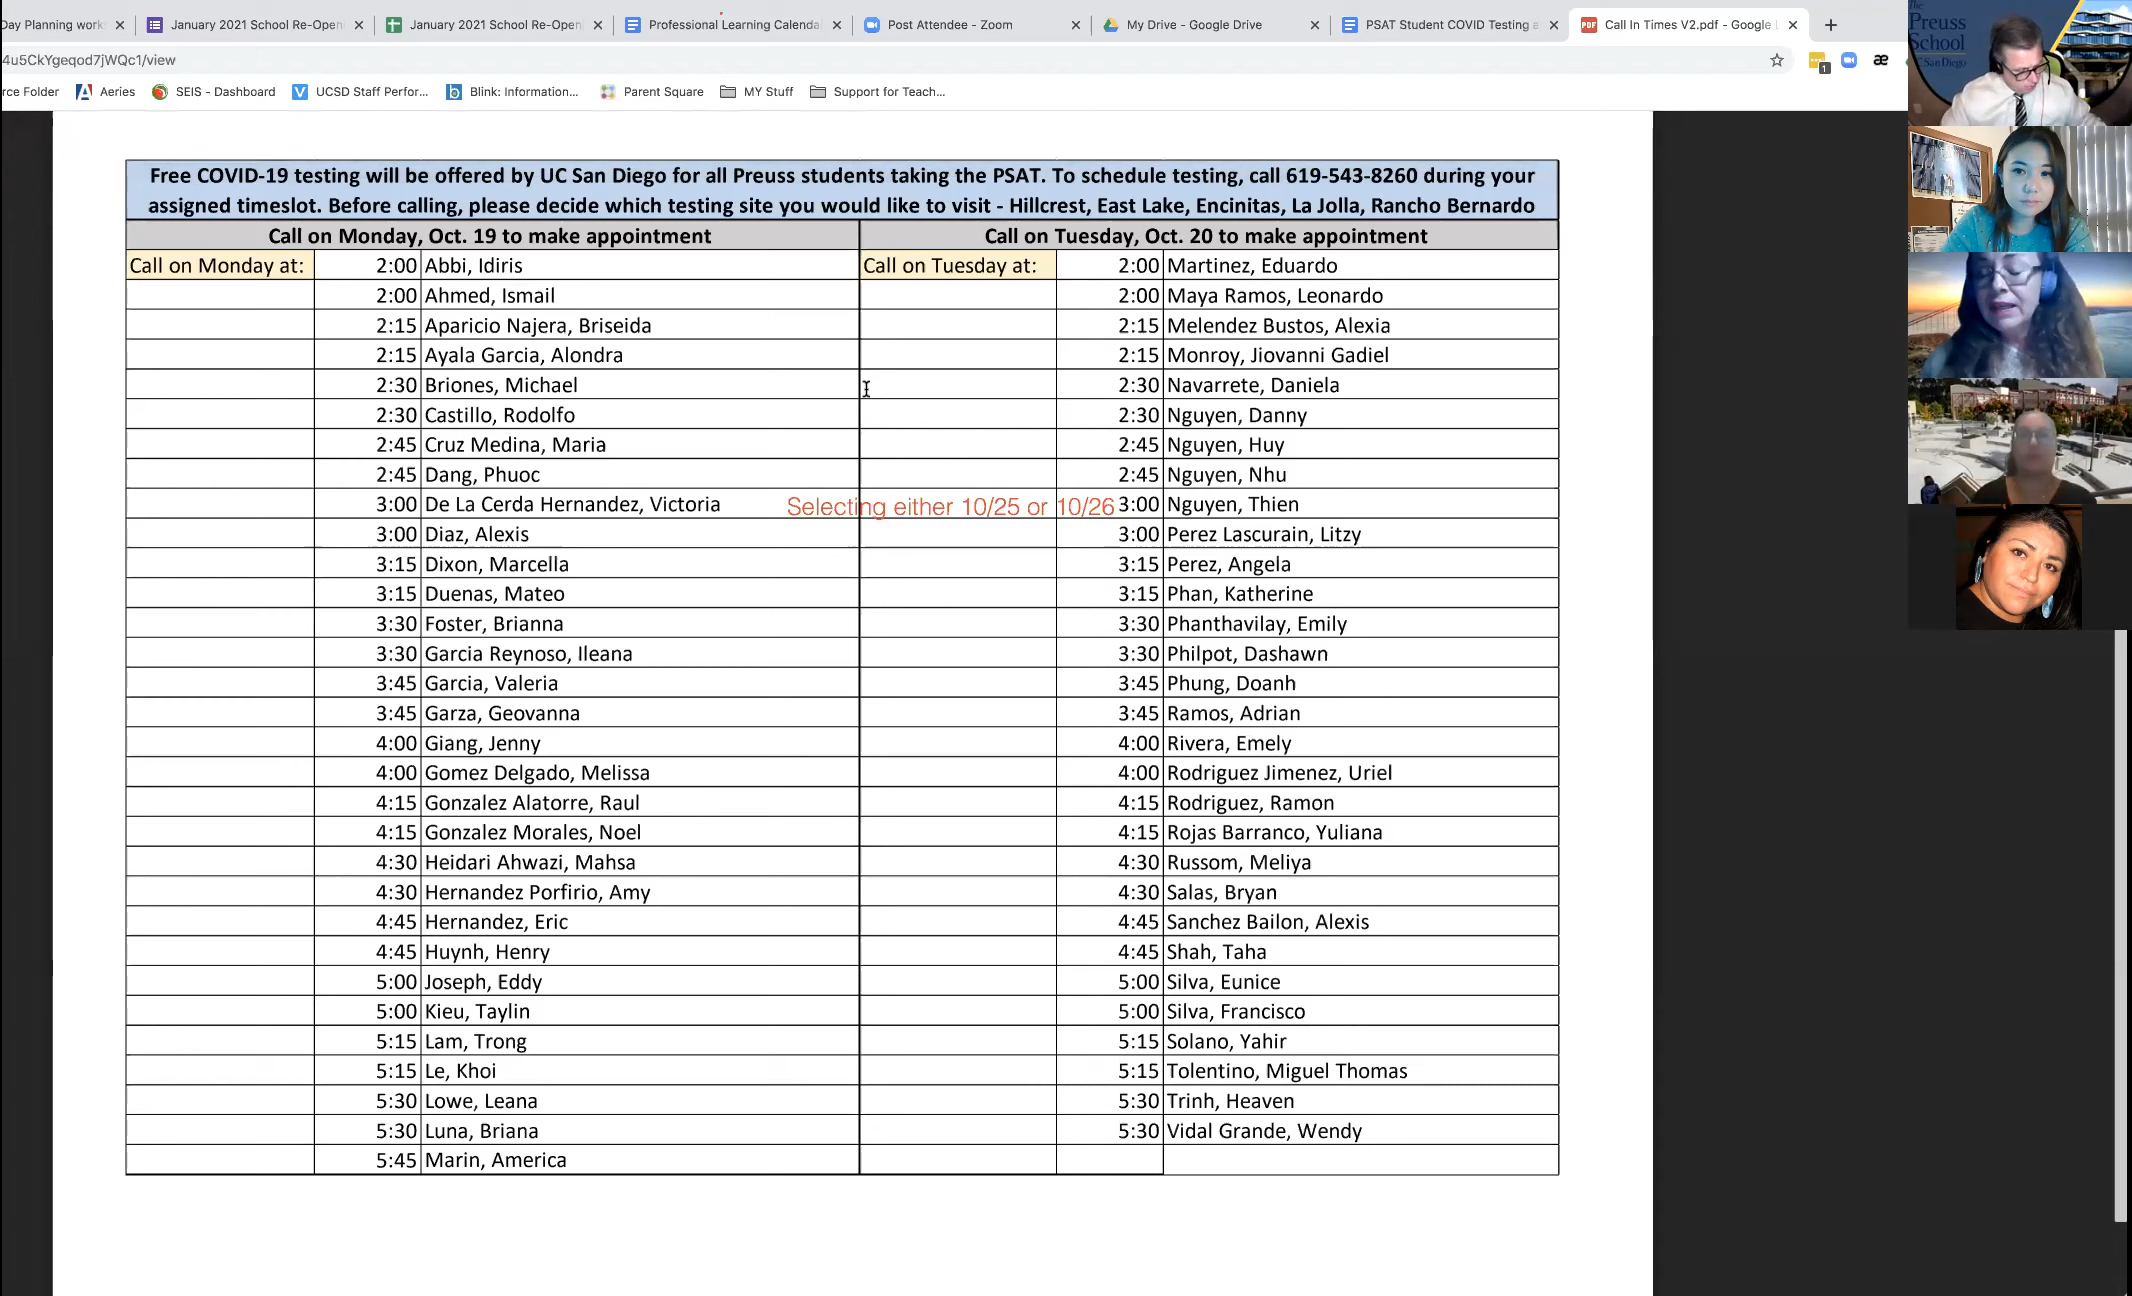 Day Planning work
January 2021 School Re-Open
January 2021 School Re-Open
Professional Learning Calenda
Post Attendee - Zoom
My Drive - Google Drive
PSAT Student COVID Testing a
Call In Times V2.pdf - Google
4u5CkYgeqod7jWQc1/view
1
æ
rce Folder
Aeries
SEIS - Dashboard
UCSD Staff Perfor...
Blink: Information...
Parent Square
MY Stuff
Support for Teach...
The
Preuss
School
UC San Diego
Free COVID-19 testing will be offered by UC San Diego for all Preuss students taking the PSAT. To schedule testing, call 619-543-8260 during your
assigned timeslot. Before calling, please decide which testing site you would like to visit - Hillcrest, East Lake, Encinitas, La Jolla, Rancho Bernardo
Call on Monday, Oct. 19 to make appointment Call on Tuesday, Oct. 20 to make appointment
Call on Monday at: 2:00 Abbi, Idiris Call on Tuesday at: 2:00 Martinez, Eduardo
2:00 Ahmed, Ismail 2:00 Maya Ramos, Leonardo
2:15 Aparicio Najera, Briseida 2:15 Melendez Bustos, Alexia
2:15 Ayala Garcia, Alondra 2:15 Monroy, Jiovanni Gadiel
2:30 Briones, Michael 2:30 Navarrete, Daniela
2:30 Castillo, Rodolfo 2:30 Nguyen, Danny
2:45 Cruz Medina, Maria 2:45 Nguyen, Huy
2:45 Dang, Phuoc 2:45 Nguyen, Nhu
3:00 De La Cerda Hernandez, Victoria Selecting either 10/25 or 10/26 3:00 Nguyen, Thien
3:00 Diaz, Alexis 3:00 Perez Lascurain, Litzy
3:15 Dixon, Marcella 3:15 Perez, Angela
3:15 Duenas, Mateo 3:15 Phan, Katherine
3:30 Foster, Brianna 3:30 Phanthavilay, Emily
3:30 Garcia Reynoso, Ileana 3:30 Philpot, Dashawn
3:45 Garcia, Valeria 3:45 Phung, Doanh
3:45 Garza, Geovanna 3:45 Ramos, Adrian
4:00 Giang, Jenny 4:00 Rivera, Emely
4:00 Gomez Delgado, Melissa 4:00 Rodriguez Jimenez, Uriel
4:15 Gonzalez Alatorre, Raul 4:15 Rodriguez, Ramon
4:15 Gonzalez Morales, Noel 4:15 Rojas Barranco, Yuliana
4:30 Heidari Ahwazi, Mahsa 4:30 Russom, Meliya
4:30 Hernandez Porfirio, Amy 4:30 Salas, Bryan
4:45 Hernandez, Eric 4:45 Sanchez Bailon, Alexis
4:45 Huynh, Henry 4:45 Shah, Taha
5:00 Joseph, Eddy 5:00 Silva, Eunice
5:00 Kieu, Taylin 5:00 Silva, Francisco
5:15 Lam, Trong 5:15 Solano, Yahir
5:15 Le, Khoi 5:15 Tolentino, Miguel Thomas
5:30 Lowe, Leana 5:30 Trinh, Heaven
5:30 Luna, Briana 5:30 Vidal Grande, Wendy
5:45 Marin, America